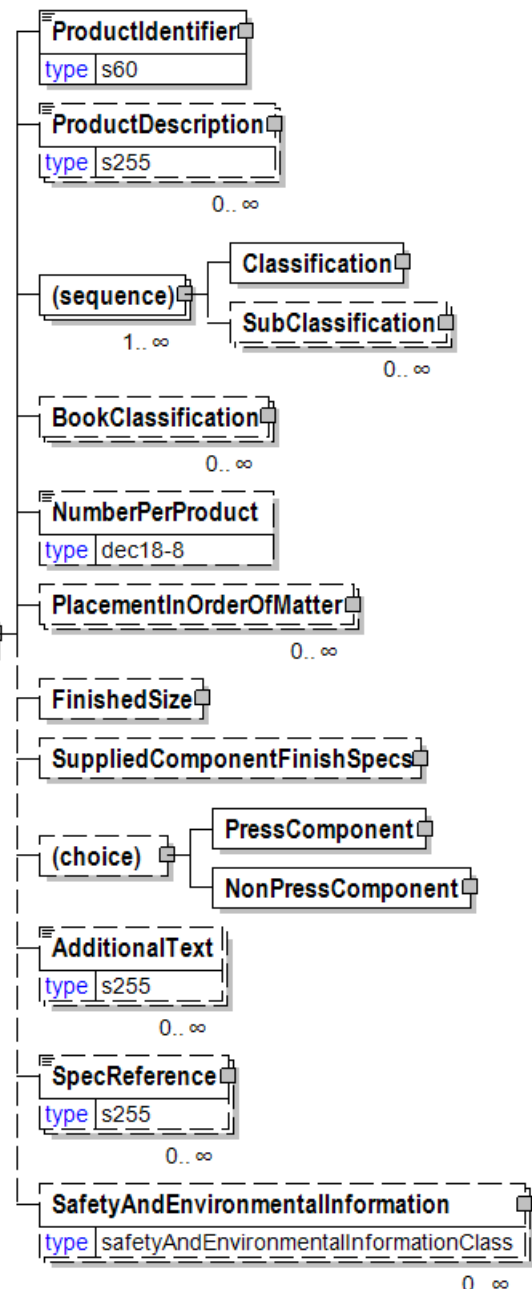 ProductIdentifier
type s60
ProductDescription
type s255
0.. ∞
(sequence)
1.. ∞
Classification
SubClassification
0.. ∞
BookClassification
0.. ∞
NumberPerProduct
type dec18-8
PlacementInOrderOfMatter
0.. ∞
FinishedSize
SuppliedComponentFinishSpecs
(choice)
PressComponent
NonPressComponent
AdditionalText
type s255
0.. ∞
SpecReference
type s255
0.. ∞
SafetyAndEnvironmentalInformation
type safetyAndEnvironmentalInformationClass
0.. ∞